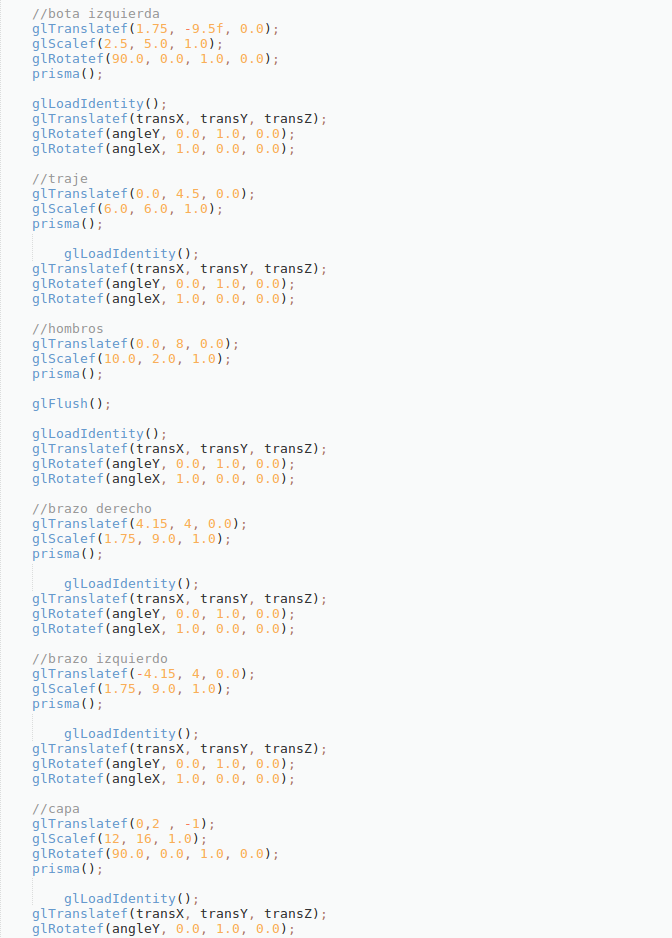 //bota izquierda
glTranslatef(1.75, -9.5f, 0.0);
glScalef(2.5, 5.0, 1.0);
glRotatef(90.0, 0.0, 1.0, 0.0);
prisma();
glLoadIdentity();
glTranslatef(transX, transY, transZ);
glRotatef(angleY, 0.0, 1.0, 0.0);
glRotatef(angleX, 1.0, 0.0, 0.0);
//traje
glTranslatef(0.0, 4.5, 0.0);
glScalef(6.0, 6.0, 1.0);
prisma();
glLoadIdentity();
glTranslatef(transX, transY, transZ);
glRotatef(angleY, 0.0, 1.0, 0.0);
glRotatef(angleX, 1.0, 0.0, 0.0);
//hombros
glTranslatef(0.0, 8, 0.0);
glScalef(10.0, 2.0, 1.0);
prisma();
glFlush();
glLoadIdentity();
glTranslatef(transX, transY, transZ);
glRotatef(angleY, 0.0, 1.0, 0.0);
glRotatef(angleX, 1.0, 0.0, 0.0);
//brazo derecho
glTranslatef(4.15, 4, 0.0);
glScalef(1.75, 9.0, 1.0);
prisma();
glLoadIdentity();
glTranslatef(transX, transY, transZ);
glRotatef(angleY, 0.0, 1.0, 0.0);
glRotatef(angleX, 1.0, 0.0, 0.0);
//brazo izquierdo
glTranslatef(-4.15, 4, 0.0);
glScalef(1.75, 9.0, 1.0);
prisma();
glLoadIdentity();
glTranslatef(transX, transY, transZ);
glRotatef(angleY, 0.0, 1.0, 0.0);
glRotatef(angleX, 1.0, 0.0, 0.0);
//capa
glTranslatef(0,2 , -1);
glScalef(12, 16, 1.0);
glRotatef(90.0, 0.0, 1.0, 0.0);
prisma();
glLoadIdentity();
glTranslatef(transX, transY, transZ);
glRotatef(angleY, 0.0, 1.0, 0.0);